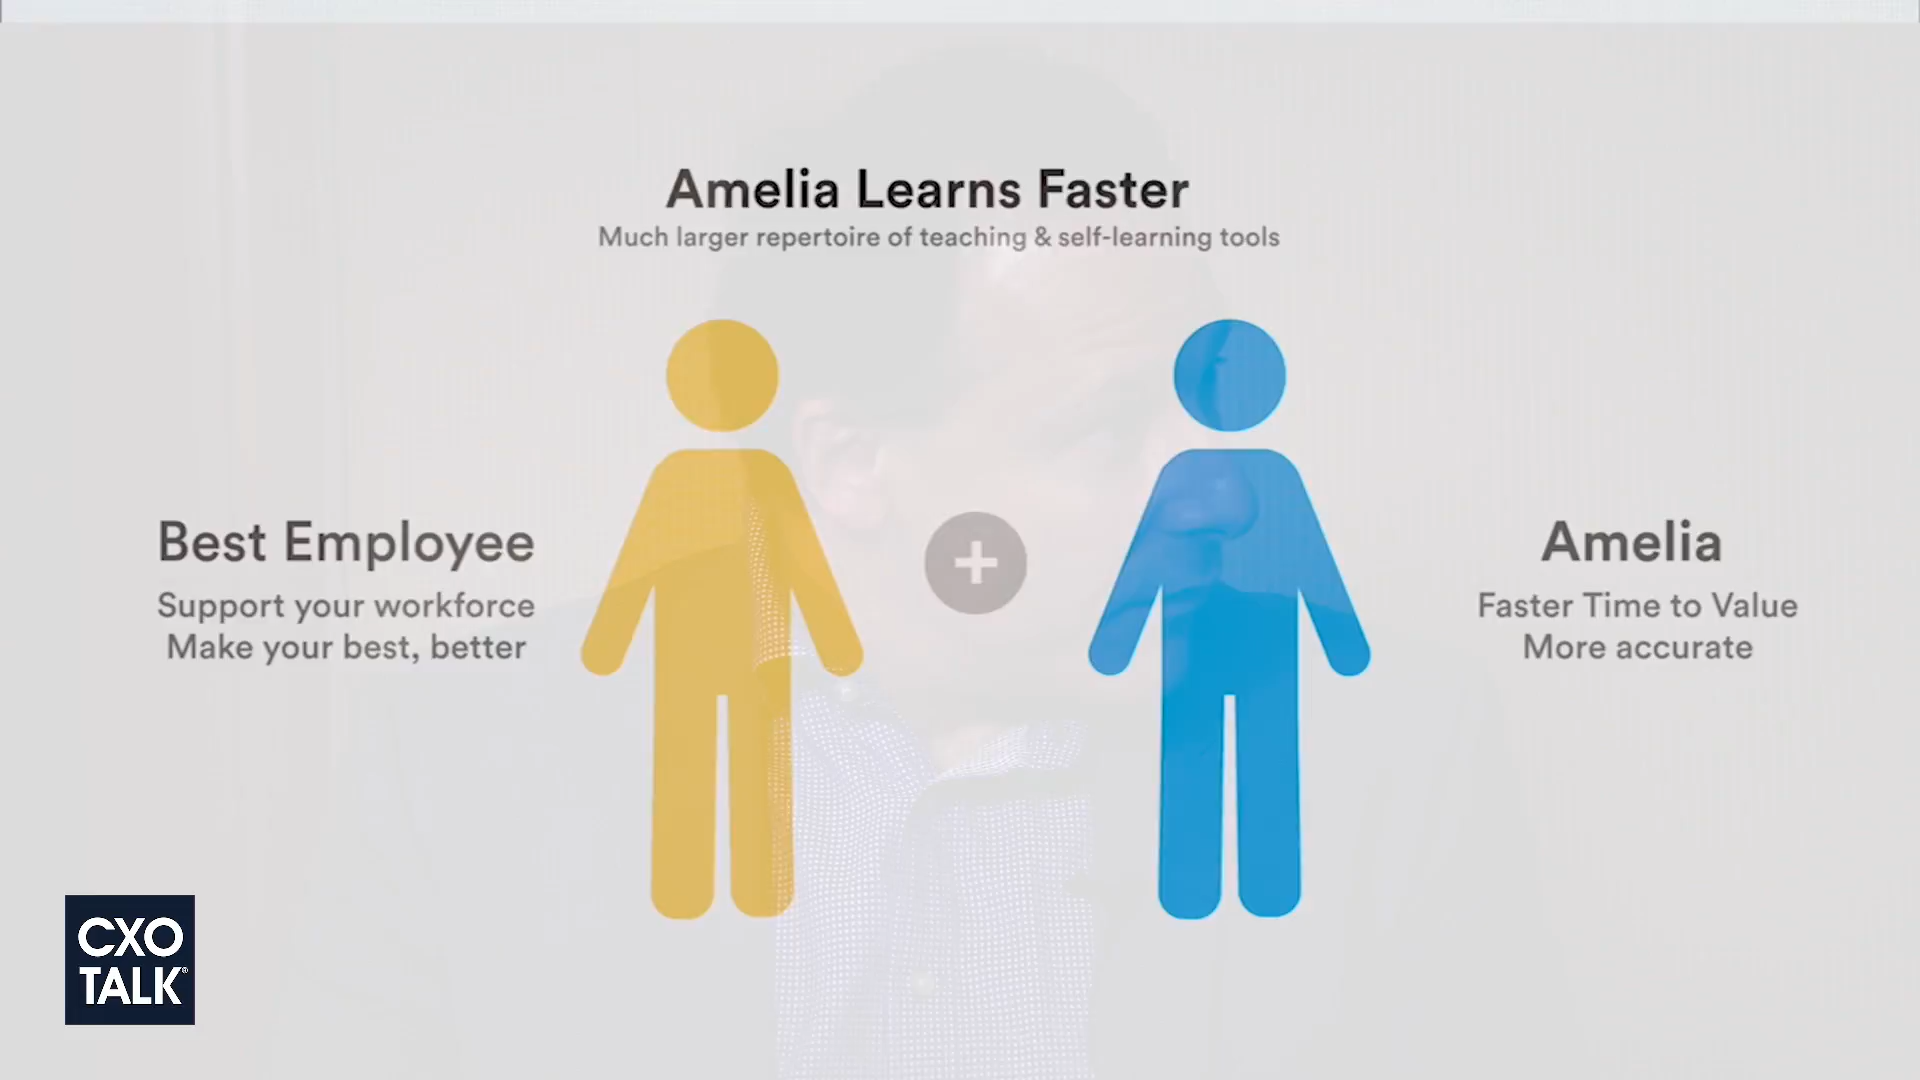 Amelia Learns Faster
Much larger repertoire of teaching & self-learning tools
Best Employee
Support your workforce
Make your best, better
+
Amelia
Faster Time to Value
More accurate
CXO
TALK®